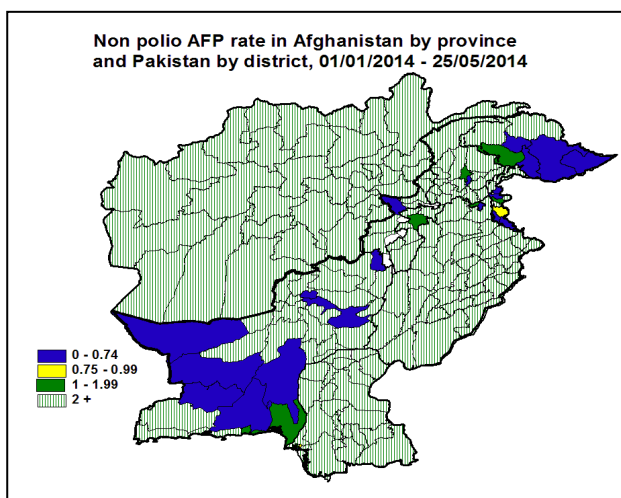 Non polio AFP rate in Afghanistan by province
and Pakistan by district, 01/01/2014 - 25/05/2014
0 - 0.74
0.75 - 0.99
1 - 1.99
2 +